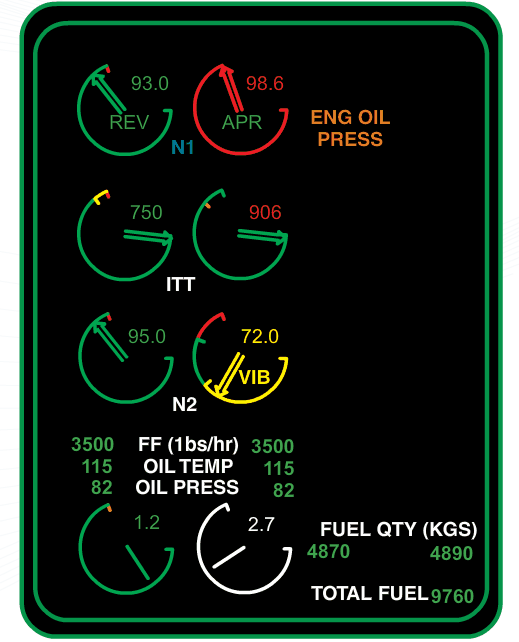 93.0 98.6
REV APR
N1
ENG OIL
PRESS
750 906
ITT
95.0 72.0
VIB
N2
3500 FF (1bs/hr) 3500
115 OIL TEMP 115
82 OIL PRESS 82
1.2 2.7
FUEL QTY (KGS)
4870 4890
TOTAL FUEL 9760